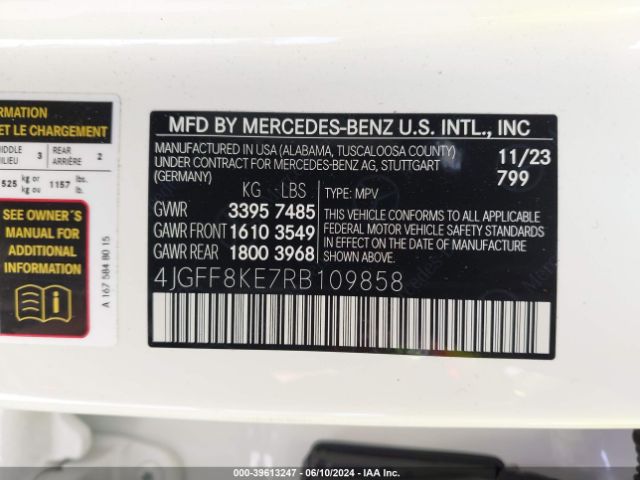 RMATION
ET LE CHARGEMENT
IDDLE 3 REAR 2
ILIEU ARRIÈRE
525 kg or 1157 lbs.
kg ou lb.
SEE OWNER'S
MANUAL FOR
ADDITIONAL
INFORMATION
A 167 584 80 15
MFD BY MERCEDES-BENZ U.S. INTL., INC
MANUFACTURED IN USA (ALABAMA, TUSCALOOSA COUNTY)
UNDER CONTRACT FOR MERCEDES-BENZ AG, STUTTGART
(GERMANY)
11/23
799
KG LBS
GVWR 3395 7485
GAWR FRONT 1610 3549
GAWR REAR 1800 3968
TYPE: MPV
THIS VEHICLE CONFORMS TO ALL APPLICABLE
FEDERAL MOTOR VEHICLE SAFETY STANDARDS
IN EFFECT ON THE DATE OF MANUFACTURE
SHOWN ABOVE.
4JGFF8KE7RB109858
000-39613247 - 06/10/2024 - IAA Inc.